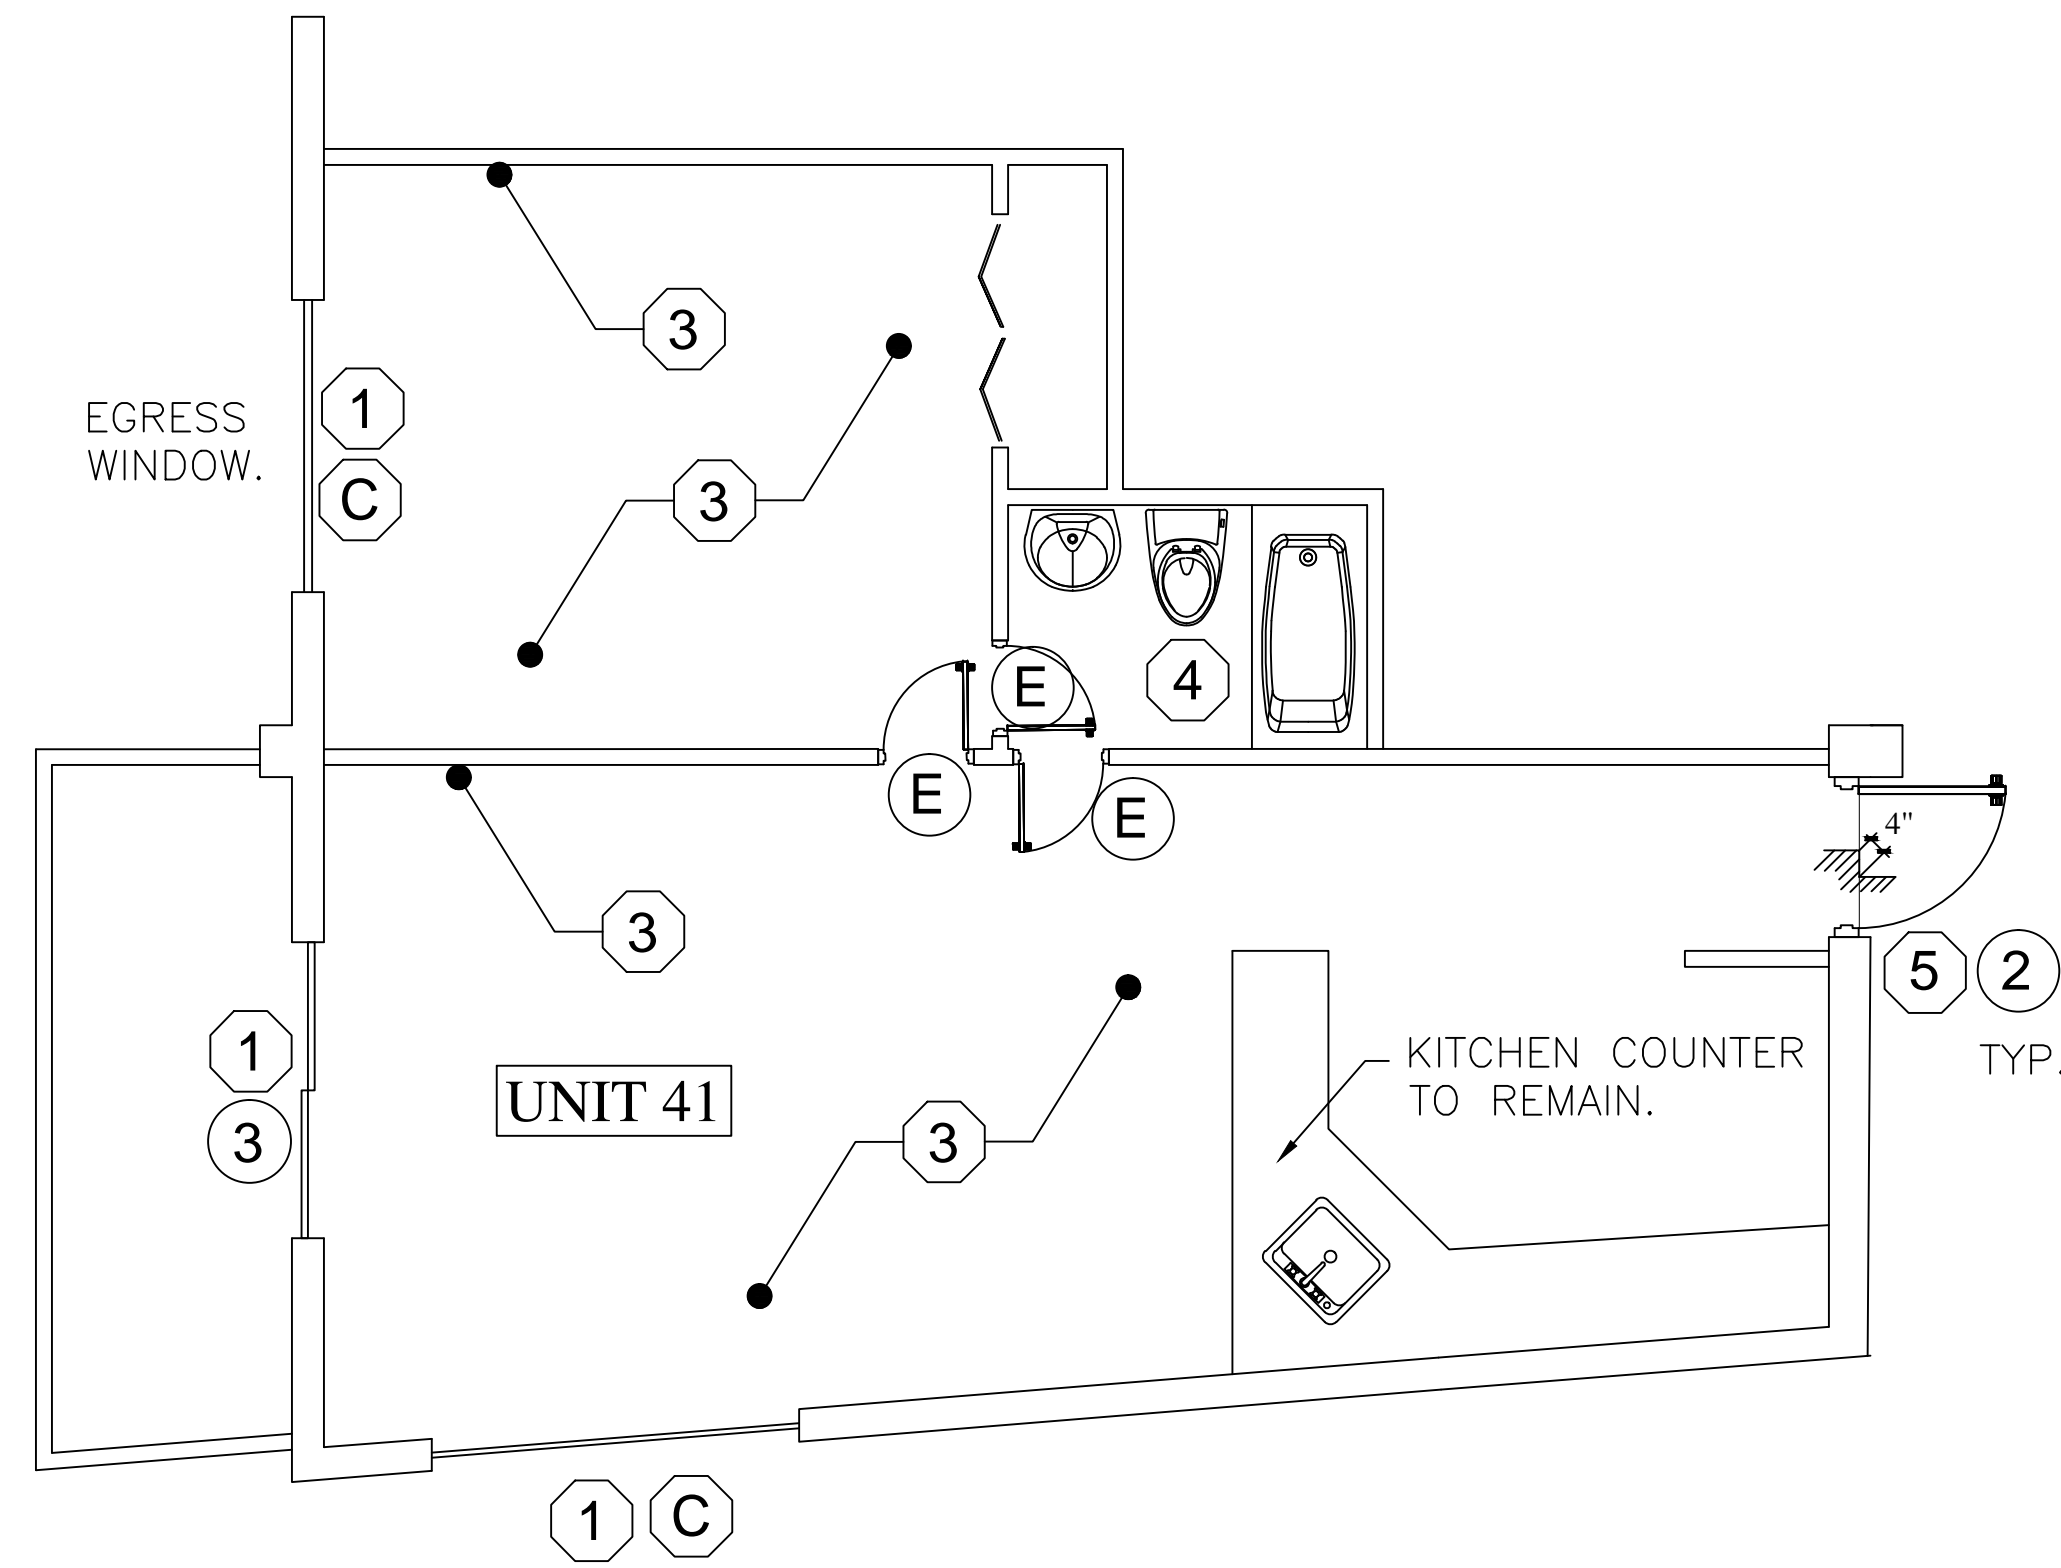 3
EGRESS
WINDOW.
1
C
3
E
4
E
E
4"
3
5 2
TYP.
1
3
UNIT 41
3
KITCHEN COUNTER
TO REMAIN.
1 C